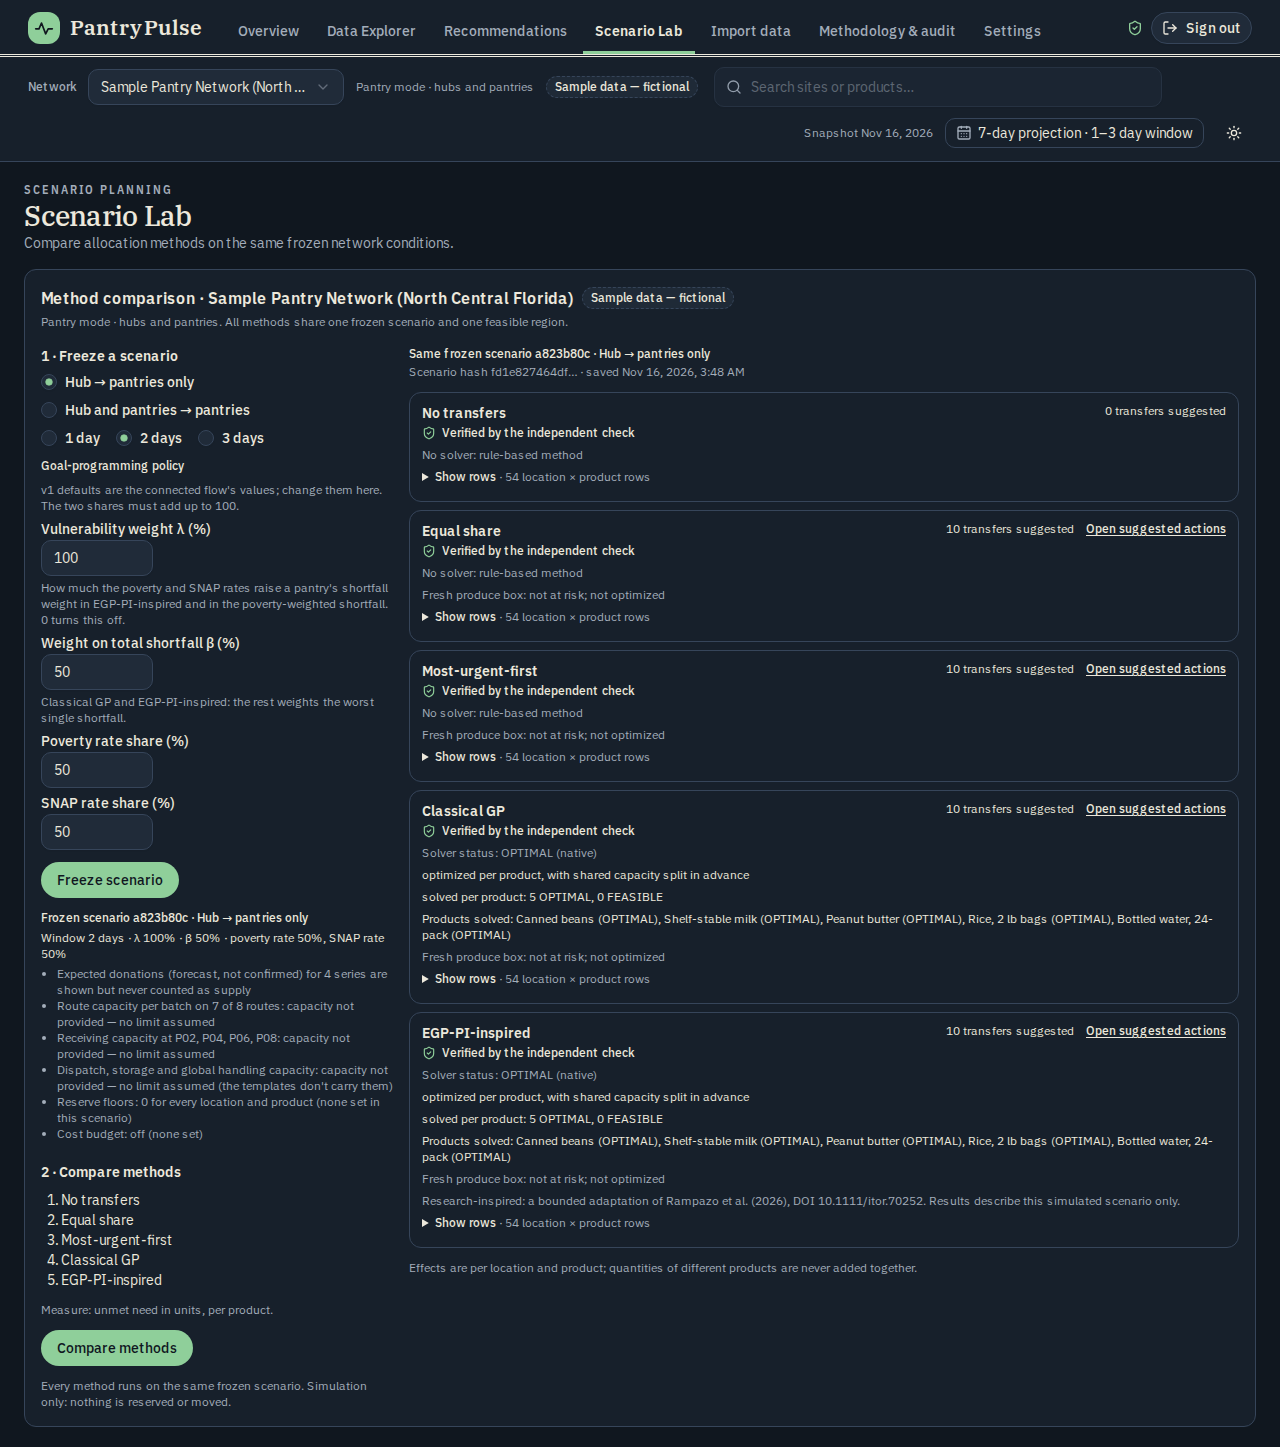 PantryPulse
Overview
Data Explorer
Recommendations
Scenario Lab
Import data
Methodology & audit
Settings
Sign out
Network
Sample Pantry Network (North ...
Pantry mode · hubs and pantries
Sample data — fictional
Search sites or products...
Snapshot Nov 16, 2026
7-day projection · 1–3 day window
SCENARIO PLANNING
Scenario Lab
Compare allocation methods on the same frozen network conditions.
Method comparison · Sample Pantry Network (North Central Florida)
Sample data — fictional
Pantry mode · hubs and pantries. All methods share one frozen scenario and one feasible region.
1 · Freeze a scenario
Hub → pantries only
Hub and pantries → pantries
1 day
2 days
3 days
Goal-programming policy
v1 defaults are the connected flow's values; change them here.
The two shares must add up to 100.
Vulnerability weight λ (%)
100
How much the poverty and SNAP rates raise a pantry's shortfall
weight in EGP-PI-inspired and in the poverty-weighted shortfall.
0 turns this off.
Weight on total shortfall β (%)
50
Classical GP and EGP-PI-inspired: the rest weights the worst
single shortfall.
Poverty rate share (%)
50
SNAP rate share (%)
50
Freeze scenario
Frozen scenario a823b80c · Hub → pantries only
Window 2 days · λ 100% · β 50% · poverty rate 50%, SNAP rate
50%
• Expected donations (forecast, not confirmed) for 4 series are
shown but never counted as supply
• Route capacity per batch on 7 of 8 routes: capacity not
provided — no limit assumed
• Receiving capacity at P02, P04, P06, P08: capacity not
provided — no limit assumed
• Dispatch, storage and global handling capacity: capacity not
provided — no limit assumed (the templates don't carry them)
• Reserve floors: 0 for every location and product (none set in
this scenario)
• Cost budget: off (none set)
2 · Compare methods
1. No transfers
2. Equal share
3. Most-urgent-first
4. Classical GP
5. EGP-PI-inspired
Measure: unmet need in units, per product.
Compare methods
Every method runs on the same frozen scenario. Simulation
only: nothing is reserved or moved.
Same frozen scenario a823b80c · Hub → pantries only
Scenario hash fd1e827464df... · saved Nov 16, 2026, 3:48 AM
No transfers
0 transfers suggested
Verified by the independent check
No solver: rule-based method
Show rows · 54 location × product rows
Equal share
10 transfers suggested
Open suggested actions
Verified by the independent check
No solver: rule-based method
Fresh produce box: not at risk; not optimized
Show rows · 54 location × product rows
Most-urgent-first
10 transfers suggested
Open suggested actions
Verified by the independent check
No solver: rule-based method
Fresh produce box: not at risk; not optimized
Show rows · 54 location × product rows
Classical GP
10 transfers suggested
Open suggested actions
Verified by the independent check
Solver status: OPTIMAL (native)
optimized per product, with shared capacity split in advance
solved per product: 5 OPTIMAL, 0 FEASIBLE
Products solved: Canned beans (OPTIMAL), Shelf-stable milk (OPTIMAL), Peanut butter (OPTIMAL), Rice, 2 lb bags (OPTIMAL), Bottled water, 24-
pack (OPTIMAL)
Fresh produce box: not at risk; not optimized
Show rows · 54 location × product rows
EGP-PI-inspired
10 transfers suggested
Open suggested actions
Verified by the independent check
Solver status: OPTIMAL (native)
optimized per product, with shared capacity split in advance
solved per product: 5 OPTIMAL, 0 FEASIBLE
Products solved: Canned beans (OPTIMAL), Shelf-stable milk (OPTIMAL), Peanut butter (OPTIMAL), Rice, 2 lb bags (OPTIMAL), Bottled water, 24-
pack (OPTIMAL)
Fresh produce box: not at risk; not optimized
Research-inspired: a bounded adaptation of Rampazo et al. (2026), DOI 10.1111/itor.70252. Results describe this simulated scenario only.
Show rows · 54 location × product rows
Effects are per location and product; quantities of different products are never added together.